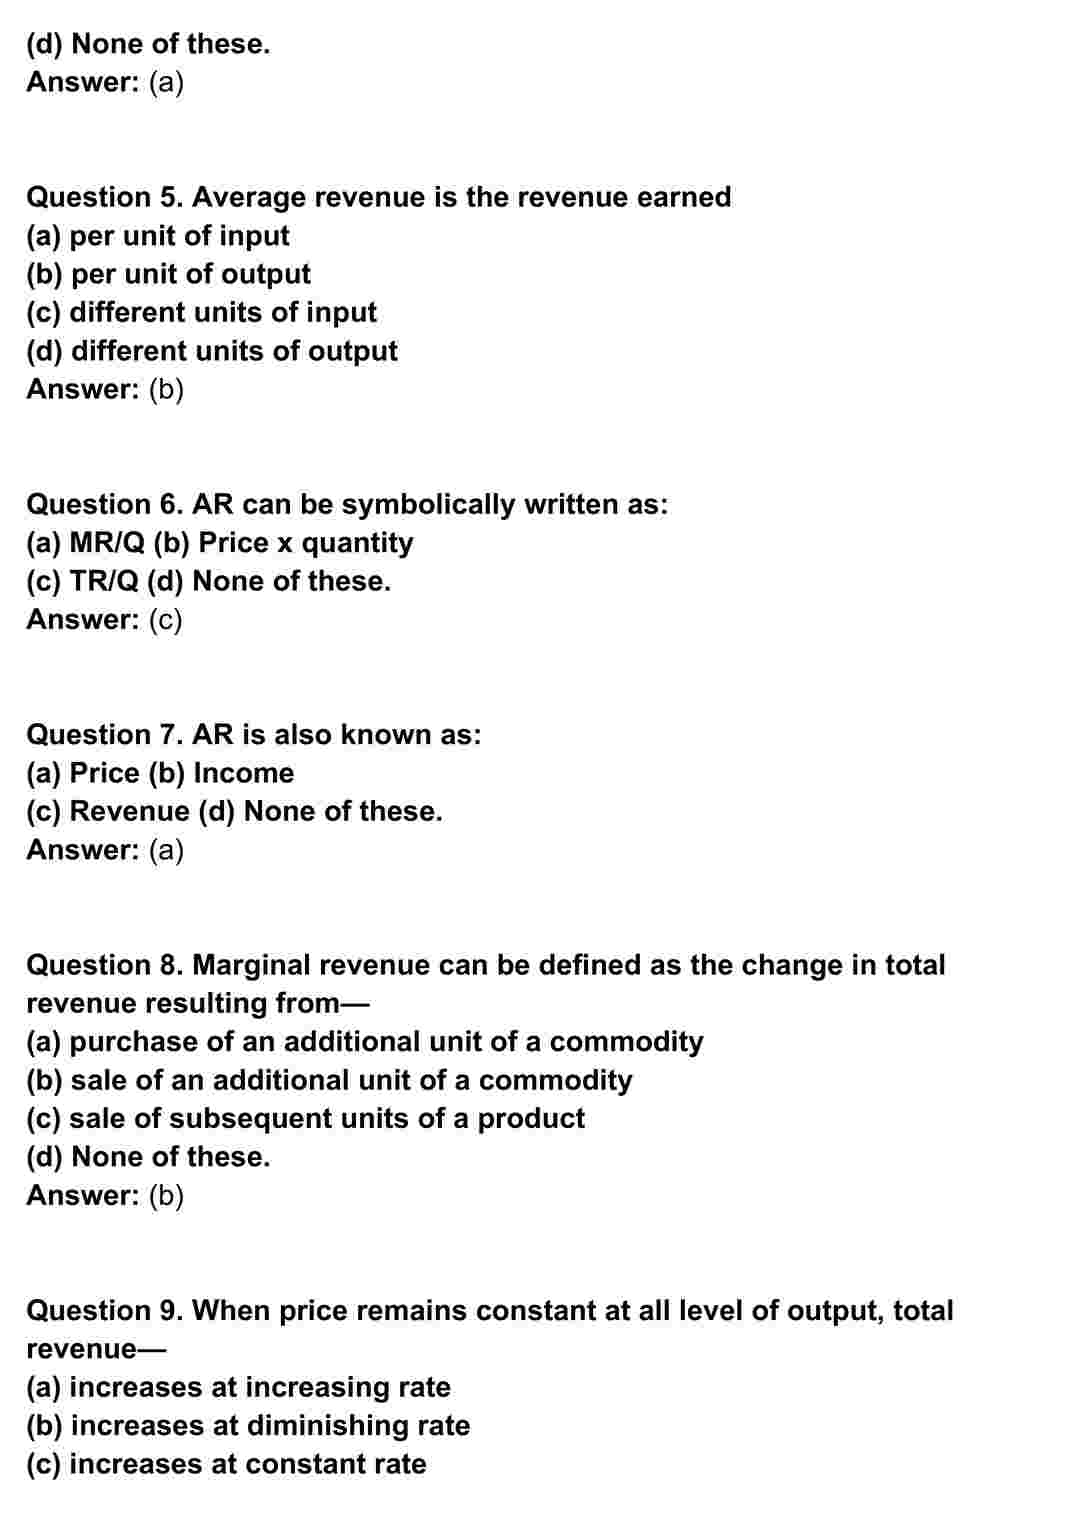 (d) None of these.
Answer: (a)
Question 5. Average revenue is the revenue earned
(a) per unit of input
(b) per unit of output
(c) different units of input
(d) different units of output
Answer: (b)
Question 6. AR can be symbolically written as:
(a) MR/Q (b) Price x quantity
(c) TR/Q (d) None of these.
Answer: (c)
Question 7. AR is also known as:
(a) Price (b) Income
(c) Revenue (d) None of these.
Answer: (a)
Question 8. Marginal revenue can be defined as the change in total
revenue resulting from—
(a) purchase of an additional unit of a commodity
(b) sale of an additional unit of a commodity
(c) sale of subsequent units of a product
(d) None of these.
Answer: (b)
Question 9. When price remains constant at all level of output, total
revenue—
(a) increases at increasing rate
(b) increases at diminishing rate
(c) increases at constant rate